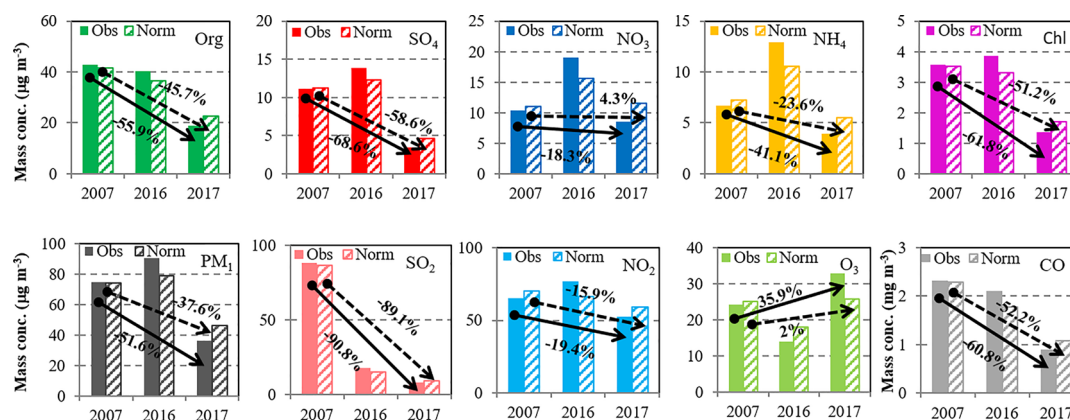 Mass conc. (µg m⁻³)
60
40
20
0
Obs Norm
Org
-45.7%
-55.9%
2007 2016 2017
20
15
10
5
0
Obs Norm
SO₄
-58.6%
-68.6%
2007 2016 2017
25
20
15
10
5
0
Obs Norm
NO₃
4.3%
-18.3%
2007 2016 2017
15
10
5
0
Obs Norm
NH₄
-23.6%
-41.1%
2007 2016 2017
5
4
3
2
1
0
Obs Norm
Chl
-51.2%
-61.8%
2007 2016 2017
Mass conc. (µg m⁻³)
100
80
60
40
20
0
Obs Norm
PM₁
-37.6%
-51.6%
2007 2016 2017
100
50
0
Obs Norm
SO₂
-89.1%
-90.8%
2007 2016 2017
100
50
0
Obs Norm
NO₂
-15.9%
-19.4%
2007 2016 2017
40
30
20
10
0
Obs Norm
O₃
35.9%
2%
2007 2016 2017
Mass conc. (mg m⁻³)
3
2
1
0
Obs Norm
CO
-52.2%
-60.8%
2007 2016 2017